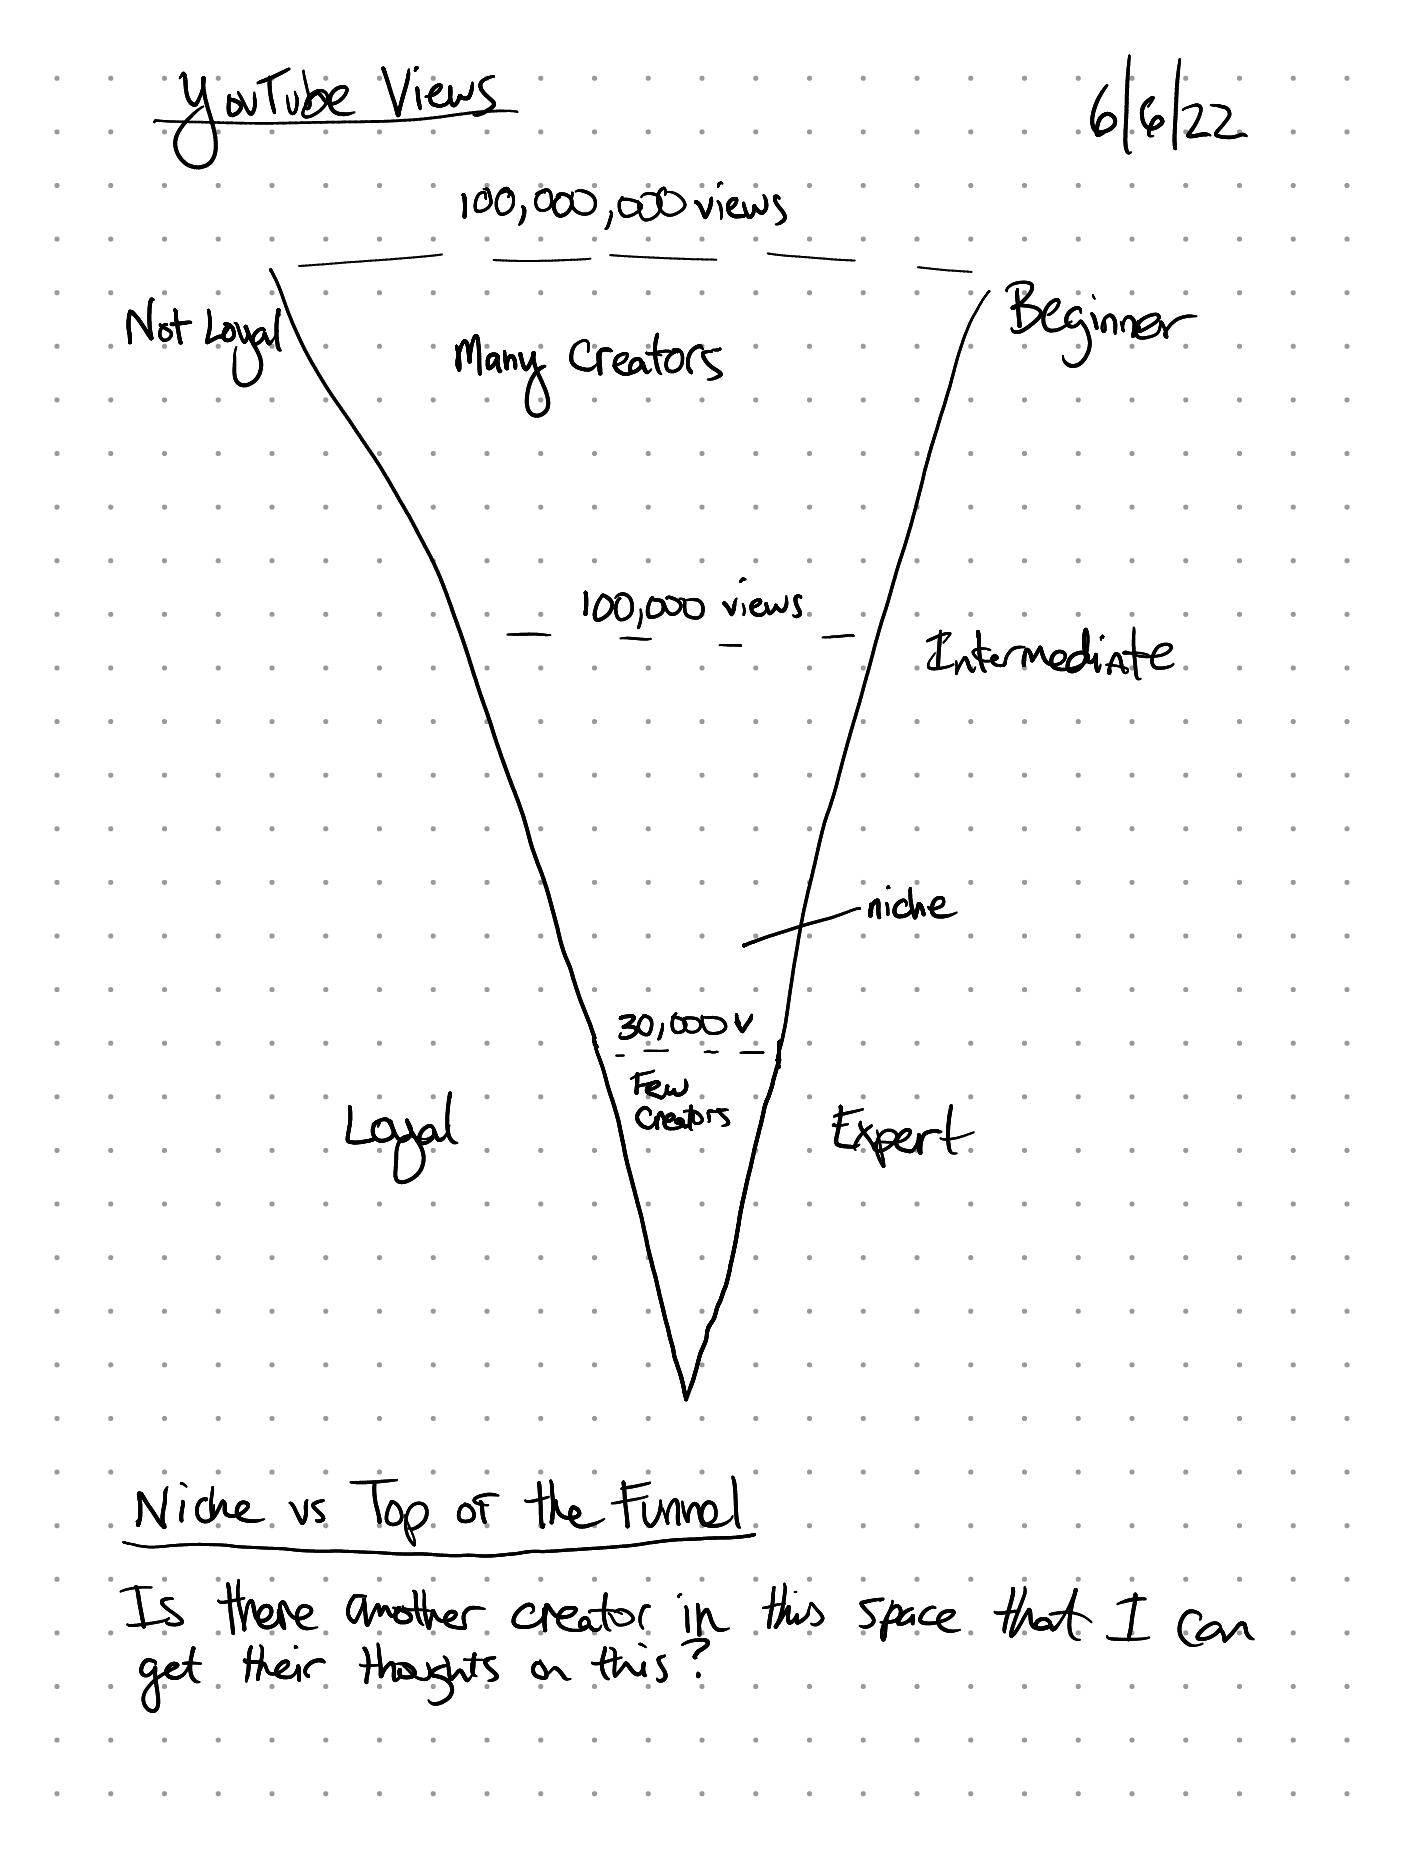 YouTube Views
6/6/22
100,000,000 views
Not Loyal
Beginner
Many Creators
100,000 views
Intermediate
niche
30,000 v
Few
Creators
Loyal
Expert
Niche vs Top of the Funnel
Is there another creator in this space that I can
get their thoughts on this?